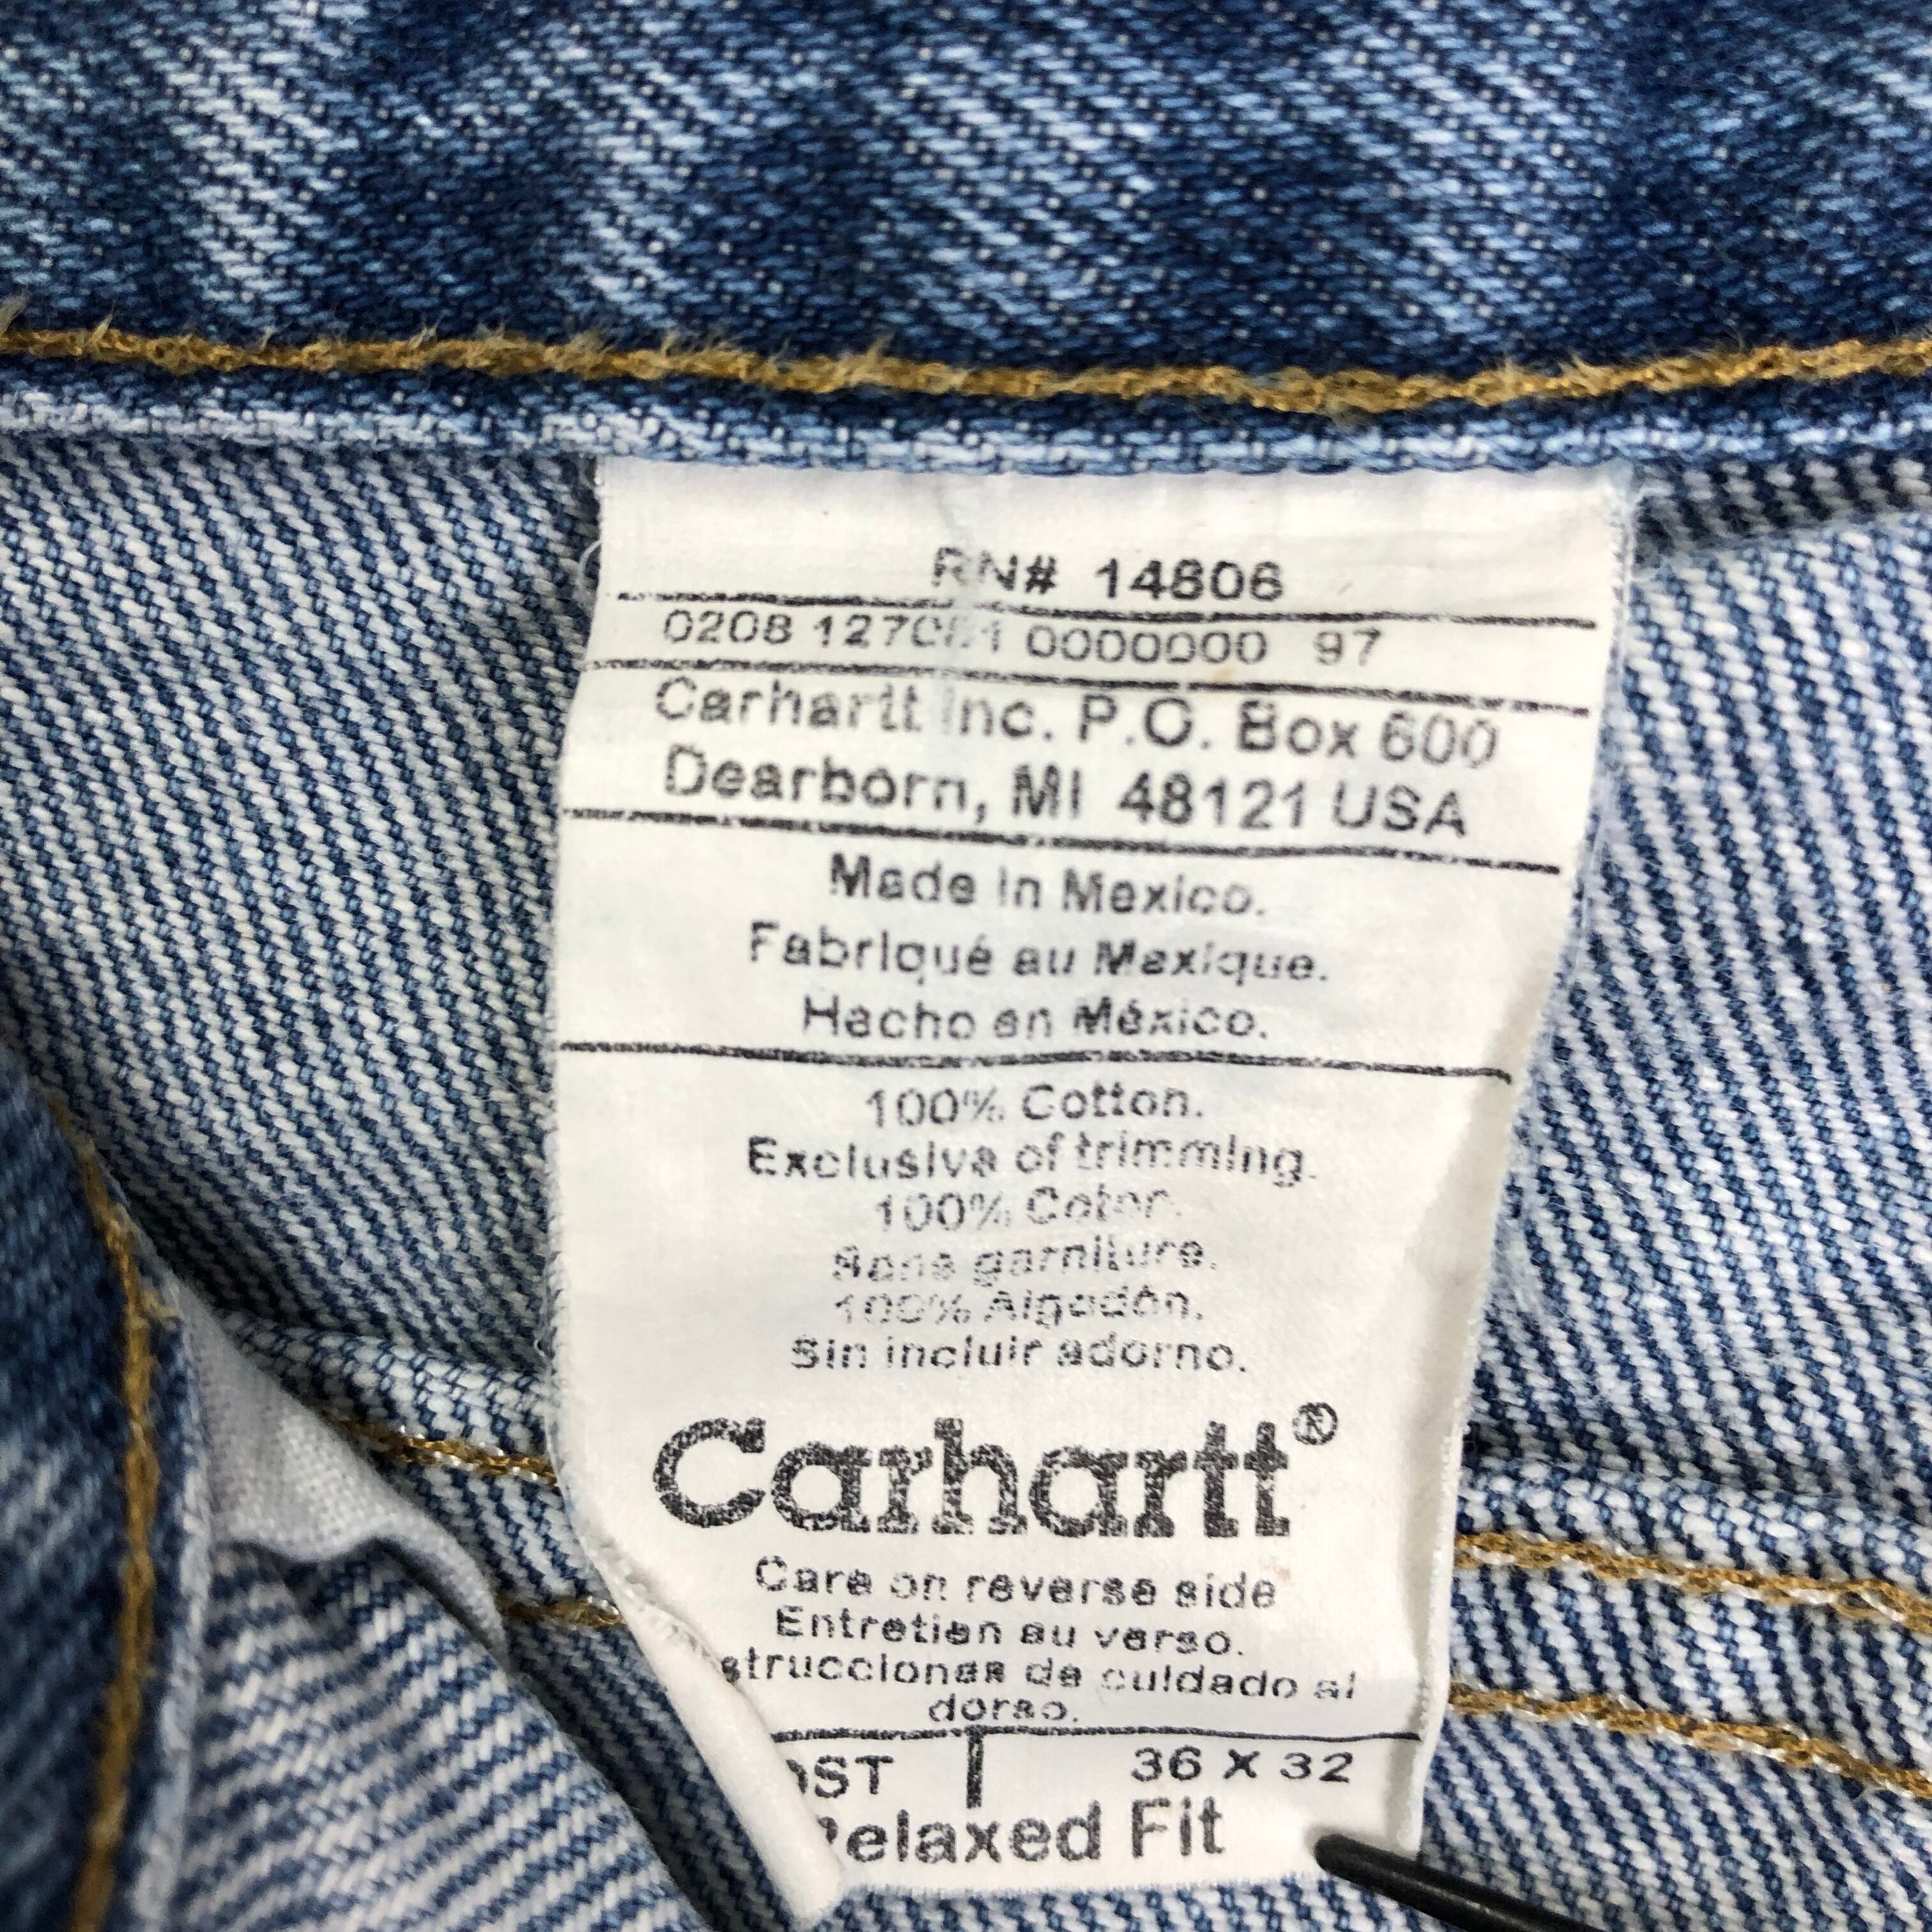 RN# 14806
0208 0000000 97
Carhartt Inc. P.O. Box 600
Dearborn, MI 48121 USA
Made in Mexico.
Fabriqué au Mexique.
Hecho en México.
100% Cotton.
Exclusive of trimming.
100% Coton.
Sans garniture.
100% Algodón.
Sin incluir adorno.
Carhartt®
Care on reverse side
Entretien au verso.
strucciones de cuidado al
dorso.
DST 36 X 32
Relaxed Fit